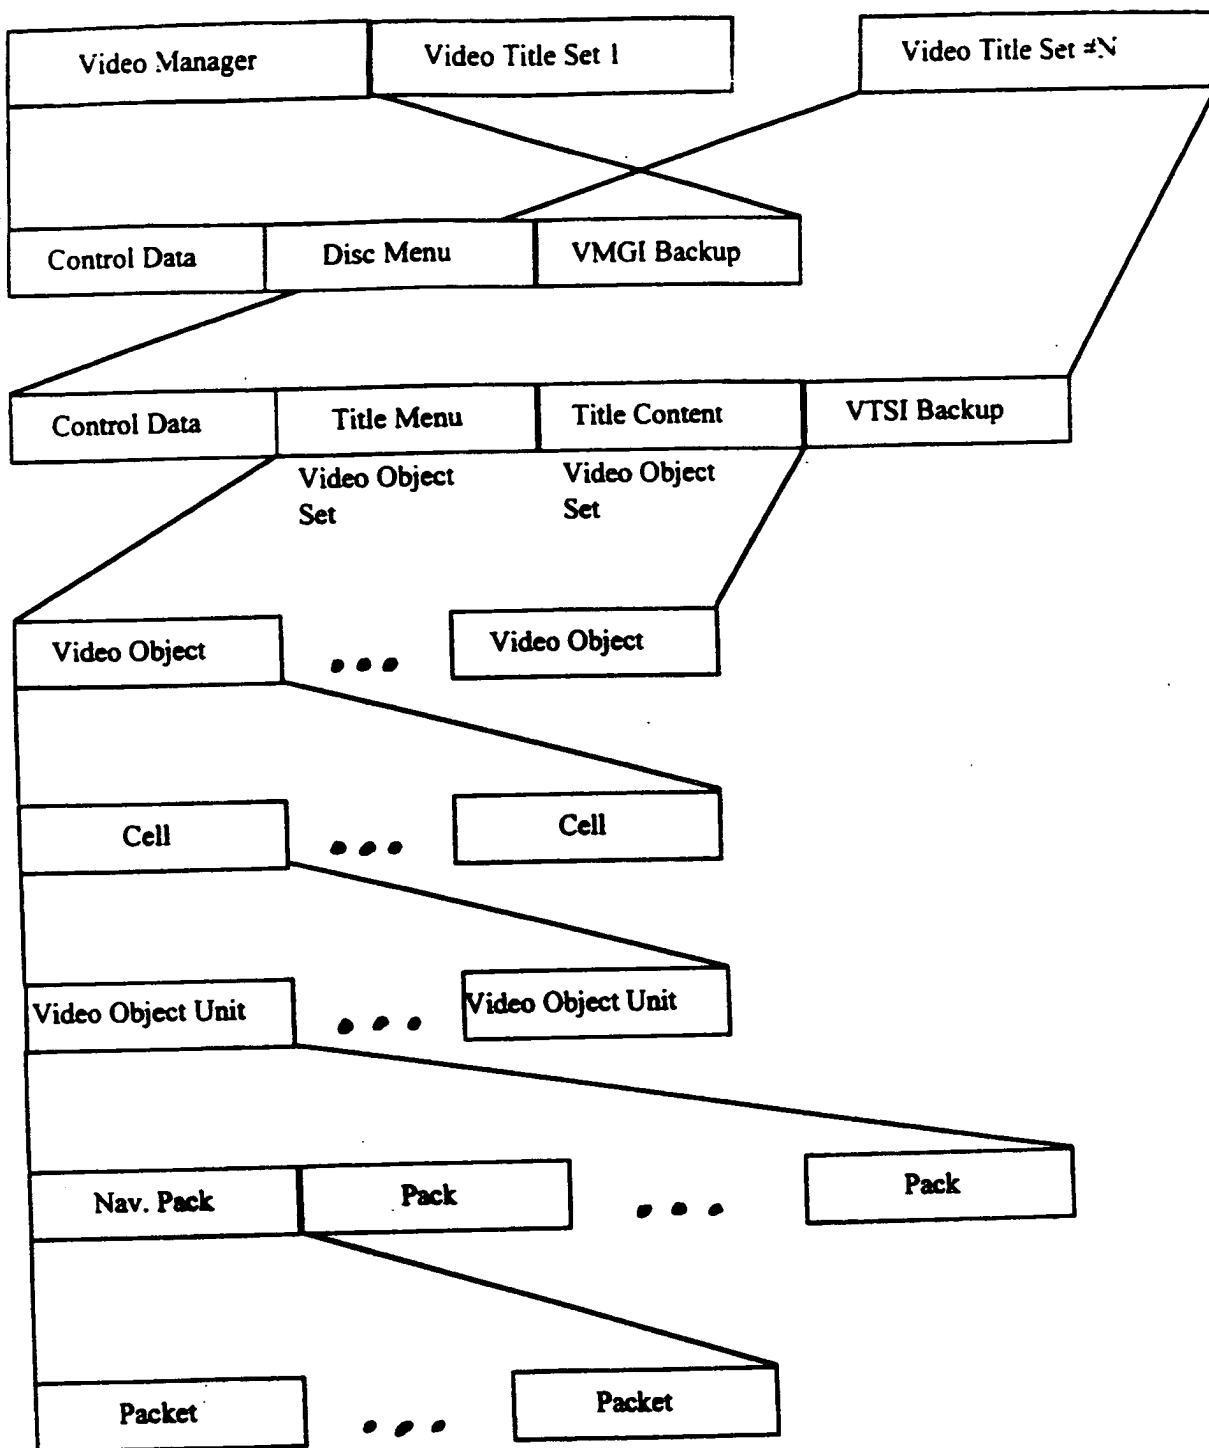 Video Manager
Video Title Set 1
Video Title Set #N
Control Data
Disc Menu
VMGI Backup
Control Data
Title Menu
Title Content
VTSI Backup
Video Object
Set
Video Object
Set
Video Object
Video Object
Cell
Cell
Video Object Unit
Video Object Unit
Nav. Pack
Pack
Pack
Packet
Packet